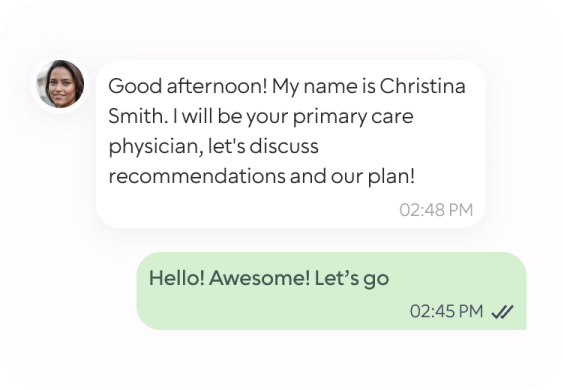 Good afternoon! My name is Christina
Smith. I will be your primary care
physician, let's discuss
recommendations and our plan!
02:48 PM
Hello! Awesome! Let’s go
02:45 PM